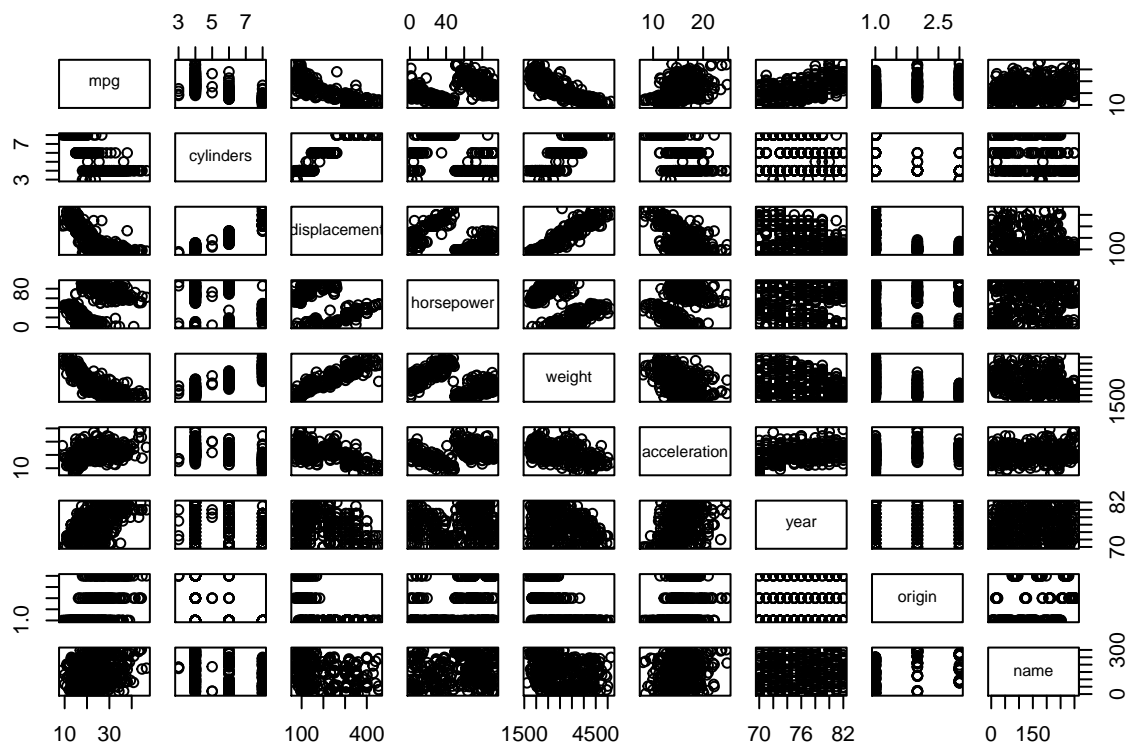 3 5 7
0 40
10 20
1.0 2.5
mpg
10
3 7
cylinders
displacement
100
0 80
horsepower
weight
1500
10
acceleration
year
70 82
1.0
origin
name
0 300
10 30
100 400
1500 4500
70 76 82
0 150